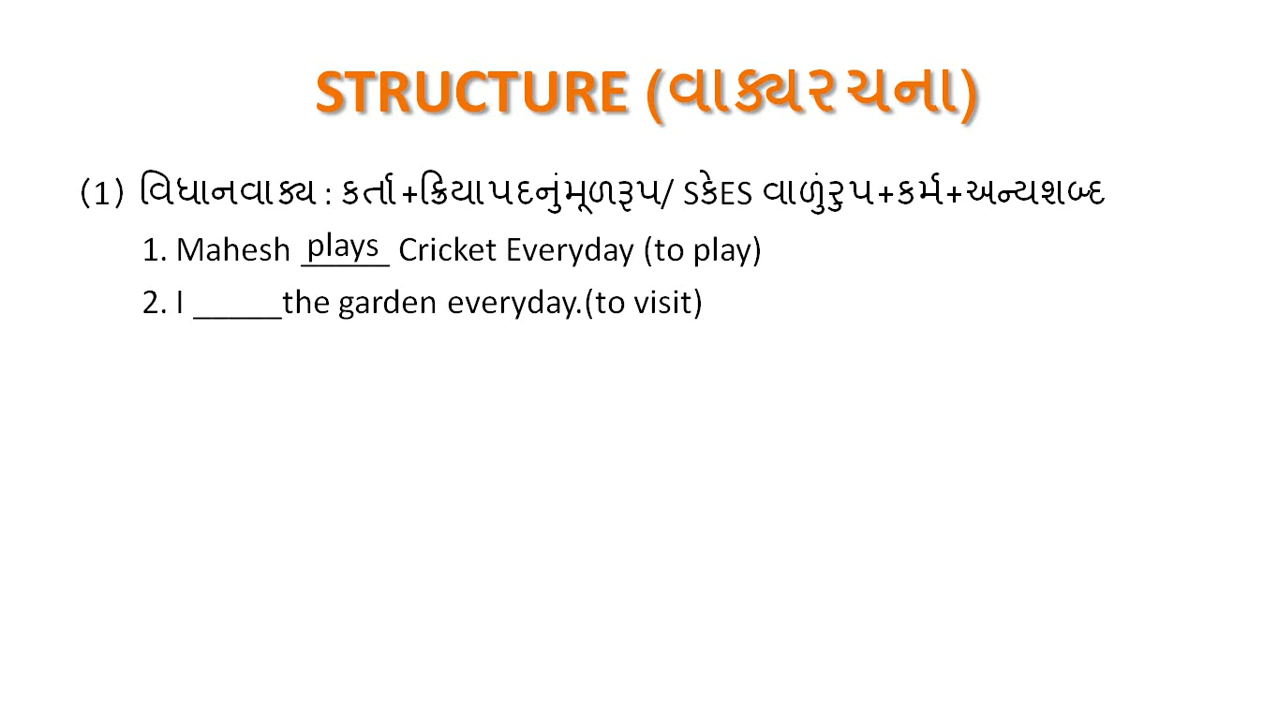 STRUCTURE (વાક્યરચના)
(1) વિધાનવાક્ય : કર્તા+ક્રિયાપદનુંમૂળરૂપ/ SકેES વાળુંરુપ+કર્મ+અન્યશબ્દ
1. Mahesh plays Cricket Everyday (to play)
2. I _____the garden everyday.(to visit)